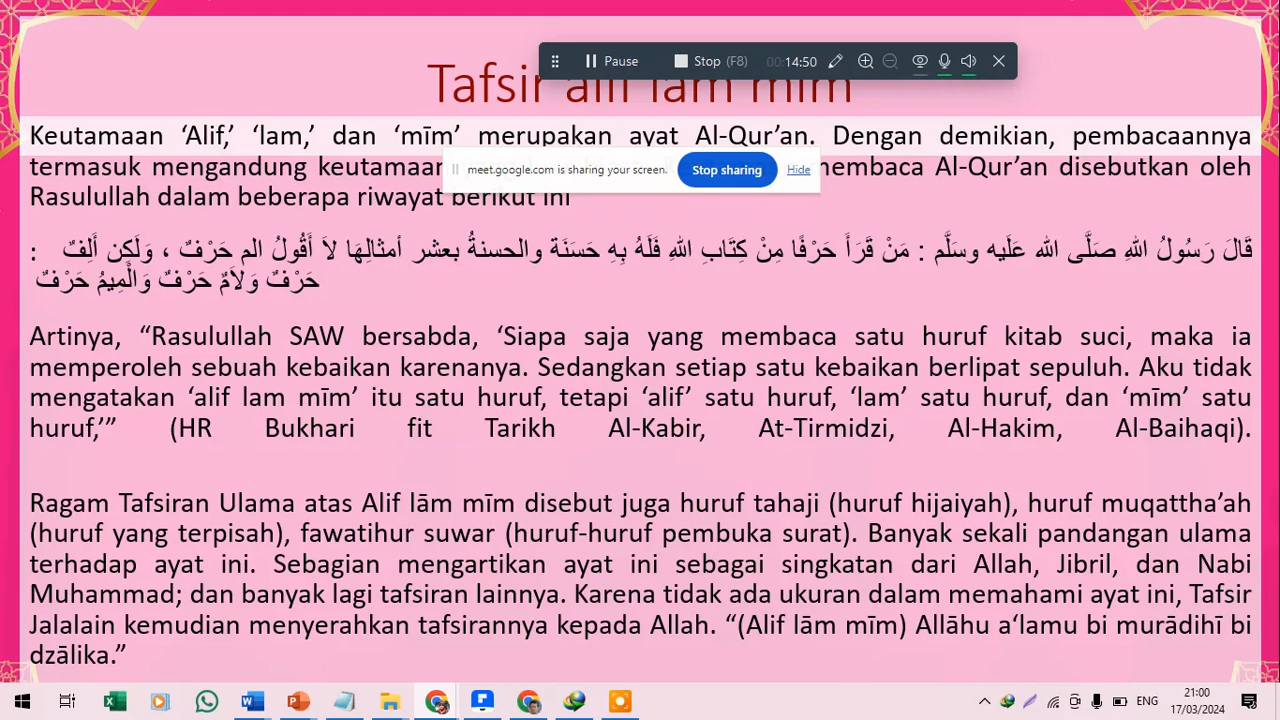 Pause
Stop (F8)
00:14:50
Tafsir alif lam mim
Keutamaan ‘Alif,’ ‘lam,’ dan ‘mīm’ merupakan ayat Al-Qur’an. Dengan demikian, pembacaannya
termasuk mengandung keutamaan membaca Al-Qur’an disebutkan oleh
meet.google.com is sharing your screen.
Stop sharing
Hide
Rasulullah dalam beberapa riwayat berikut ini
قَالَ رَسُولُ اللهِ صَلَّى الله عَلَيه وسَلَّم : مَنْ قَرَأَ حَرْفًا مِنْ كِتَابِ اللهِ فَلَهُ بِهِ حَسَنَة والحسنةُ بعشر أمثالِهَا لاَ أَقُولُ الم حَرْفٌ ، وَلَكِن أَلِفٌ :
حَرْفٌ وَلاَمٌ حَرْفٌ وَالْمِيمُ حَرْفٌ
Artinya, “Rasulullah SAW bersabda, ‘Siapa saja yang membaca satu huruf kitab suci, maka ia
memperoleh sebuah kebaikan karenanya. Sedangkan setiap satu kebaikan berlipat sepuluh. Aku tidak
mengatakan ‘alif lam mīm’ itu satu huruf, tetapi ‘alif’ satu huruf, ‘lam’ satu huruf, dan ‘mīm’ satu
huruf,’” (HR Bukhari fit Tarikh Al-Kabir, At-Tirmidzi, Al-Hakim, Al-Baihaqi).
Ragam Tafsiran Ulama atas Alif lām mīm disebut juga huruf tahaji (huruf hijaiyah), huruf muqattha’ah
(huruf yang terpisah), fawatihur suwar (huruf-huruf pembuka surat). Banyak sekali pandangan ulama
terhadap ayat ini. Sebagian mengartikan ayat ini sebagai singkatan dari Allah, Jibril, dan Nabi
Muhammad; dan banyak lagi tafsiran lainnya. Karena tidak ada ukuran dalam memahami ayat ini, Tafsir
Jalalain kemudian menyerahkan tafsirannya kepada Allah. “(Alif lām mīm) Allāhu a‘lamu bi murādihī bi
dzālika.”
ENG
21:00
17/03/2024